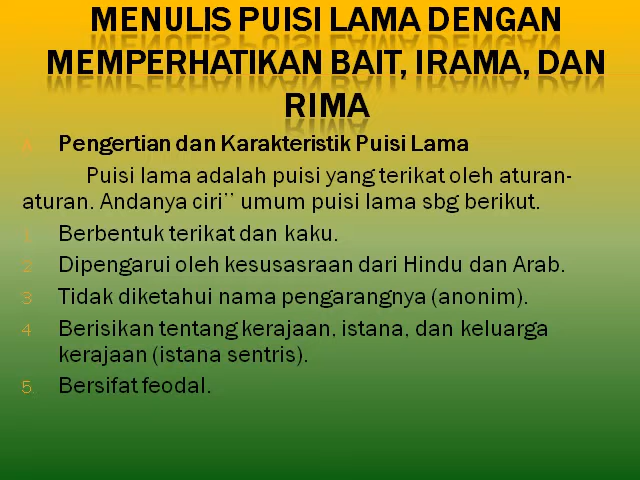 MENULIS PUISI LAMA DENGAN
MEMPERHATIKAN BAIT, IRAMA, DAN
RIMA
A. Pengertian dan Karakteristik Puisi Lama
Puisi lama adalah puisi yang terikat oleh aturan-
aturan. Andanya ciri¨ umum puisi lama sbg berikut.
1. Berbentuk terikat dan kaku.
2. Dipengarui oleh kesusasraan dari Hindu dan Arab.
3. Tidak diketahui nama pengarangnya (anonim).
4. Berisikan tentang kerajaan, istana, dan keluarga
kerajaan (istana sentris).
5. Bersifat feodal.